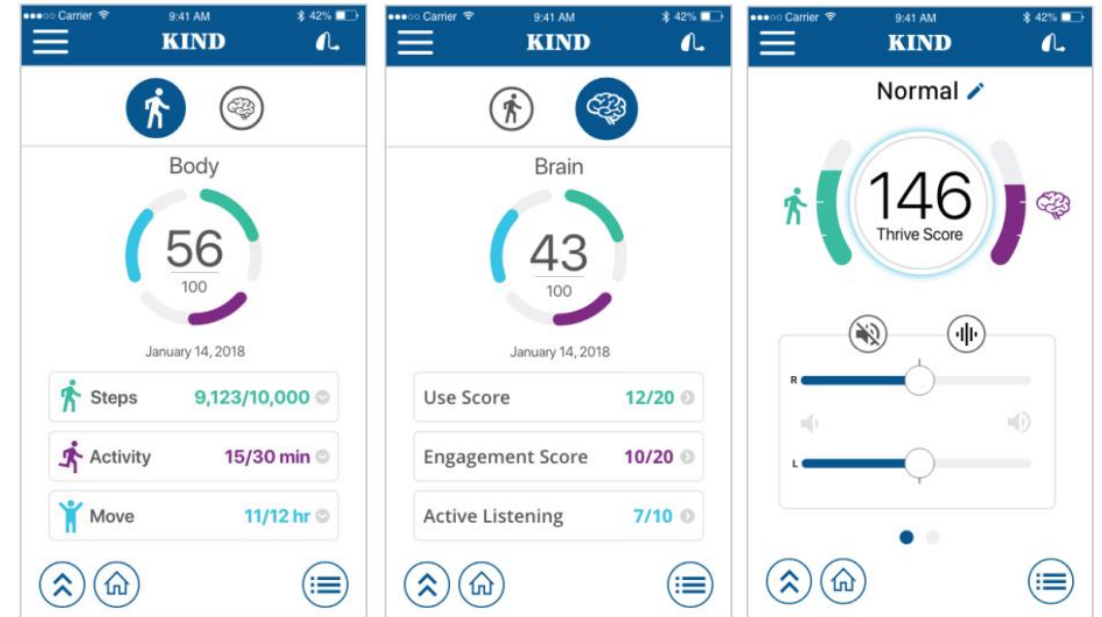 Carrier 9:41 AM 42%
KIND
Body
56
100
January 14, 2018
Steps 9,123/10,000
Activity 15/30 min
Move 11/12 hr
Carrier 9:41 AM 42%
KIND
Brain
43
100
January 14, 2018
Use Score 12/20
Engagement Score 10/20
Active Listening 7/10
Carrier 9:41 AM 42%
KIND
Normal
146
Thrive Score
R
L